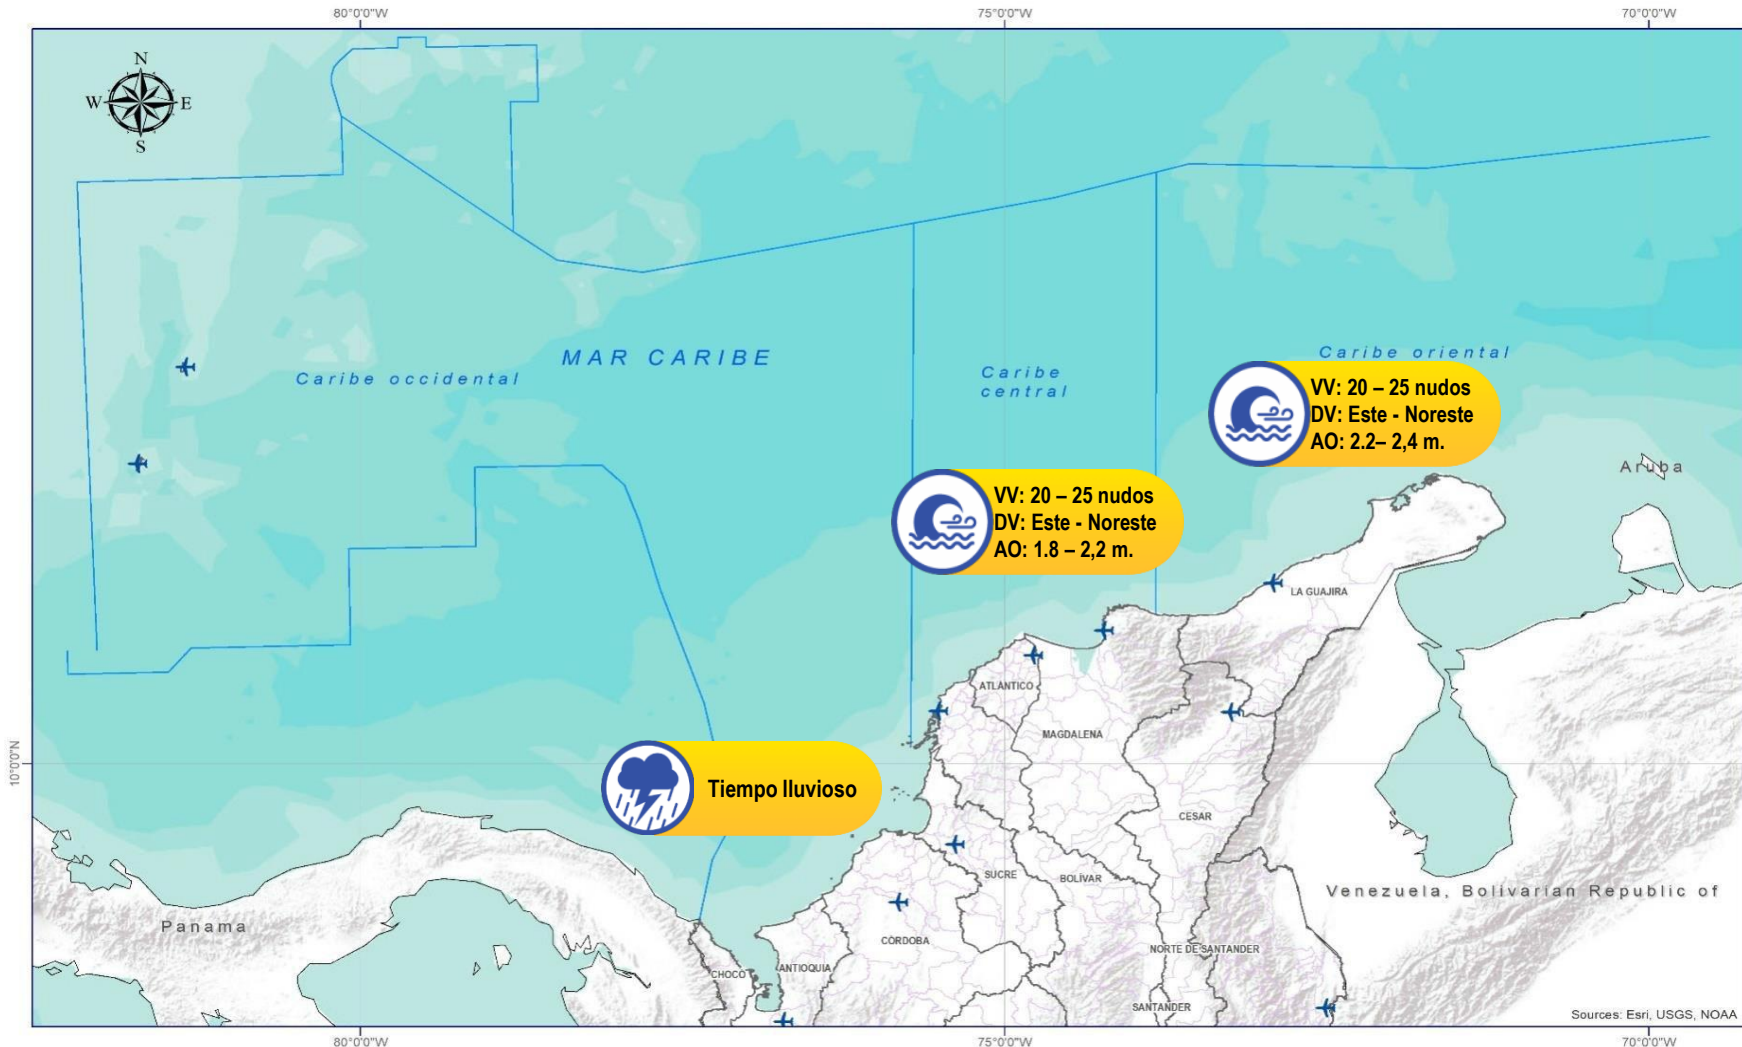 80°0'0"W
75°0'0"W
70°0'0"W
N
W
E
S
MAR CARIBE
Caribe occidental
Caribe
central
Caribe oriental
VV: 20 – 25 nudos
DV: Este - Noreste
AO: 2.2– 2,4 m.
Aruba
VV: 20 – 25 nudos
DV: Este - Noreste
AO: 1.8 – 2,2 m.
LA GUAJIRA
ATLÁNTICO
MAGDALENA
10°0'0"N
Tiempo lluvioso
CESAR
SUCRE
BOLÍVAR
Venezuela, Bolivarian Republic of
Panama
CÓRDOBA
NORTE DE SANTANDER
CHOCO
ANTIOQUIA
SANTANDER
Sources: Esri, USGS, NOAA
80°0'0"W
75°0'0"W
70°0'0"W